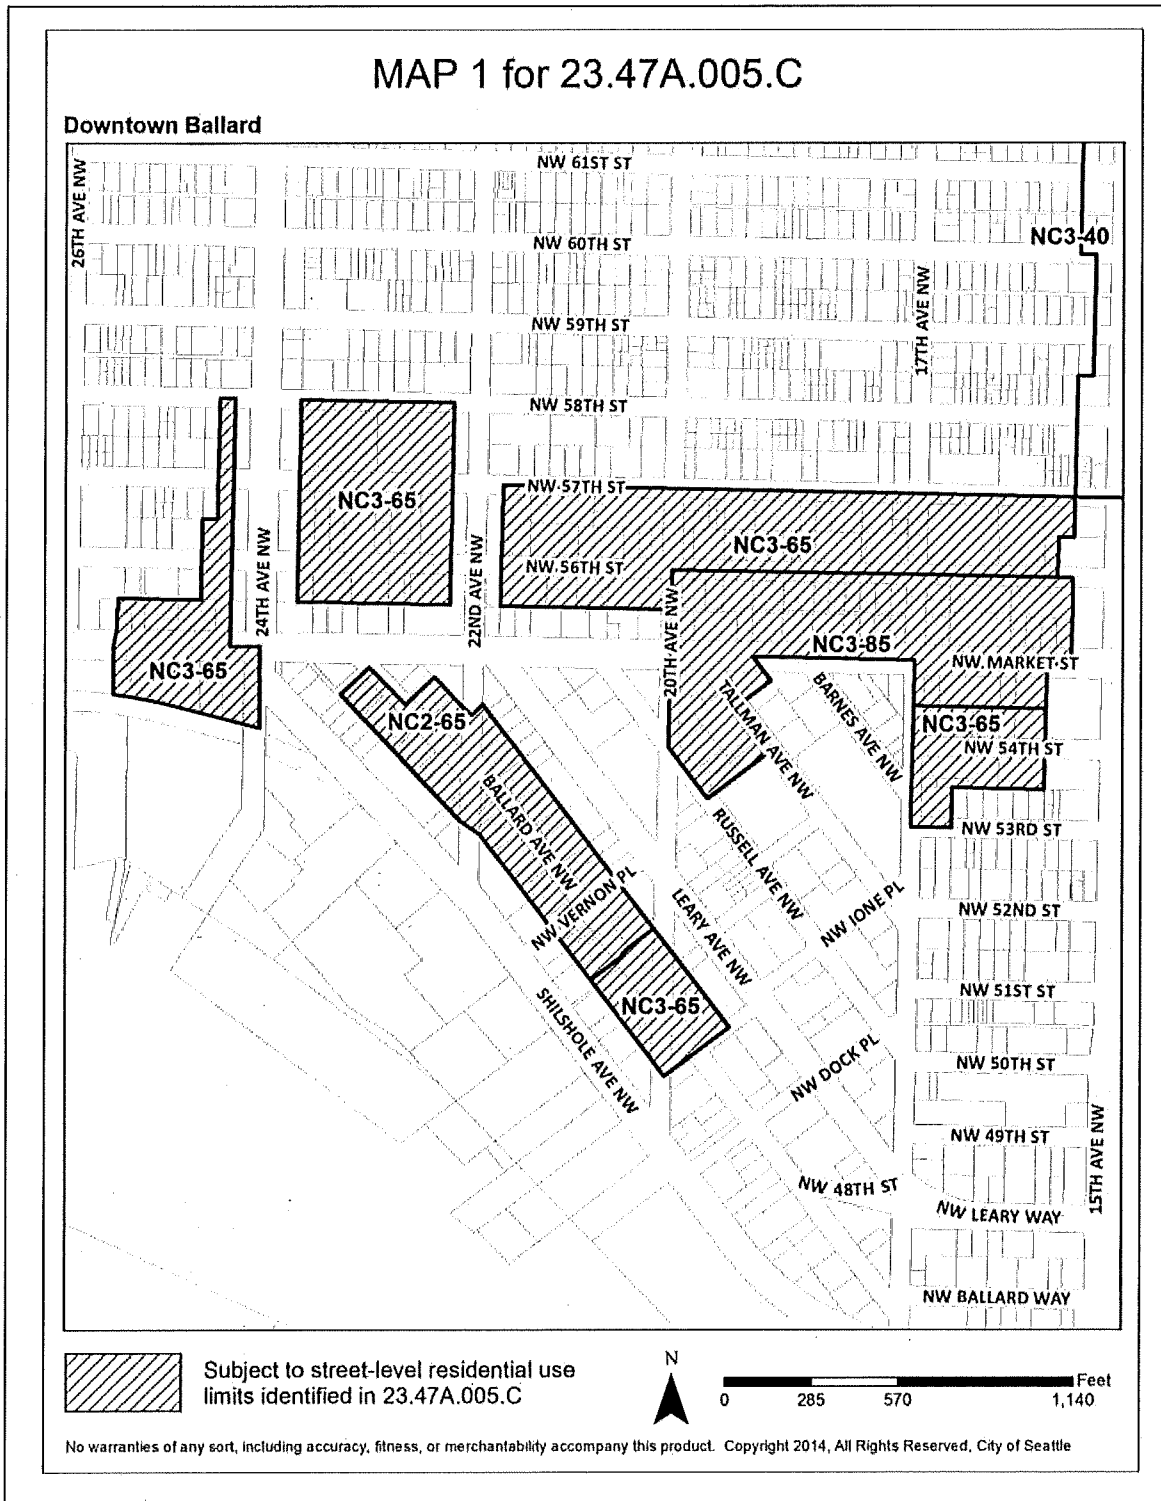 MAP 1 for 23.47A.005.C
Downtown Ballard
NW 61ST ST
26TH AVE NW
NW 60TH ST
NC3-40
17TH AVE NW
NW 59TH ST
NW 58TH ST
NW 57TH ST
NC3-65
NC3-65
NW 56TH ST
24TH AVE NW
22ND AVE NW
20TH AVE NW
NC3-85
NC3-65
NW MARKET ST
TALLMAN AVE NW
BARNES AVE NW
NC2-65
NC3-65
NW 54TH ST
BALLARD AVE NW
RUSSELL AVE NW
NW 53RD ST
NW VERNON PL
LEARY AVE NW
NW IONE PL
NW 52ND ST
NW 51ST ST
NC3-65
SHILSHOLE AVE NW
NW DOCK PL
NW 50TH ST
NW 49TH ST
15TH AVE NW
NW 48TH ST
NW LEARY WAY
NW BALLARD WAY
Subject to street-level residential use
limits identified in 23.47A.005.C
N
Feet
0 285 570 1,140
No warranties of any sort, including accuracy, fitness, or merchantability accompany this product. Copyright 2014, All Rights Reserved, City of Seattle